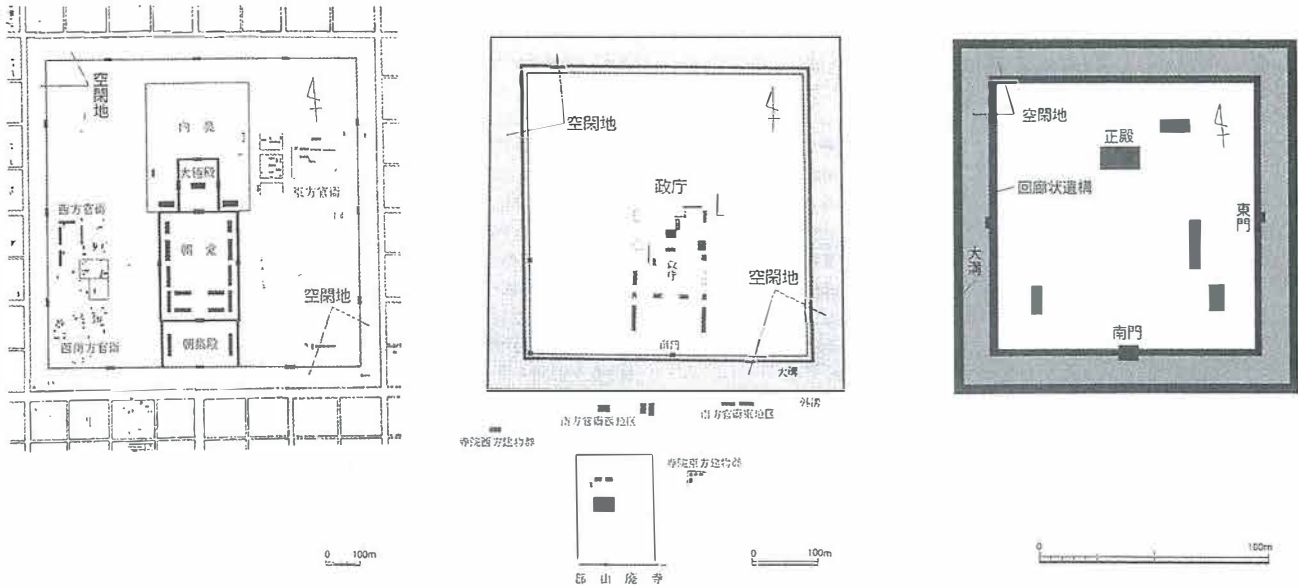 空閑地
内裏
大極殿
東方官衙
西方官衙
朝堂
空閑地
西南方官衙
朝集殿
0 100m
空閑地
政庁
政庁
空閑地
南門
大溝
外溝
南方官衙西地区
南方官衙東地区
寺院西方建物群
寺院東方建物群
郡山廃寺
0 100m
空閑地
正殿
回廊状遺構
東門
大溝
南門
0 100m